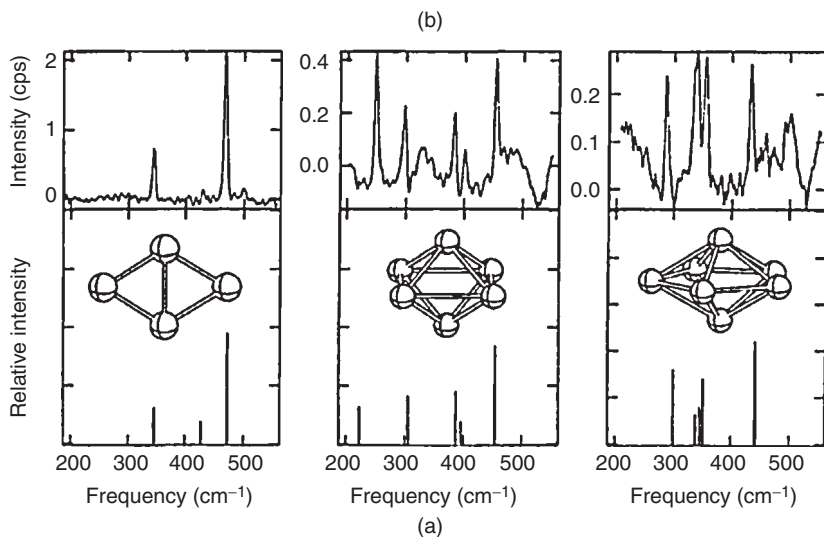 (b)
Intensity (cps)
2
1
0
0.4
0.2
0.0
0.2
0.1
0.0
Relative intensity
200 300 400 500
200 300 400 500
200 300 400 500
Frequency (cm⁻¹)
Frequency (cm⁻¹)
Frequency (cm⁻¹)
(a)